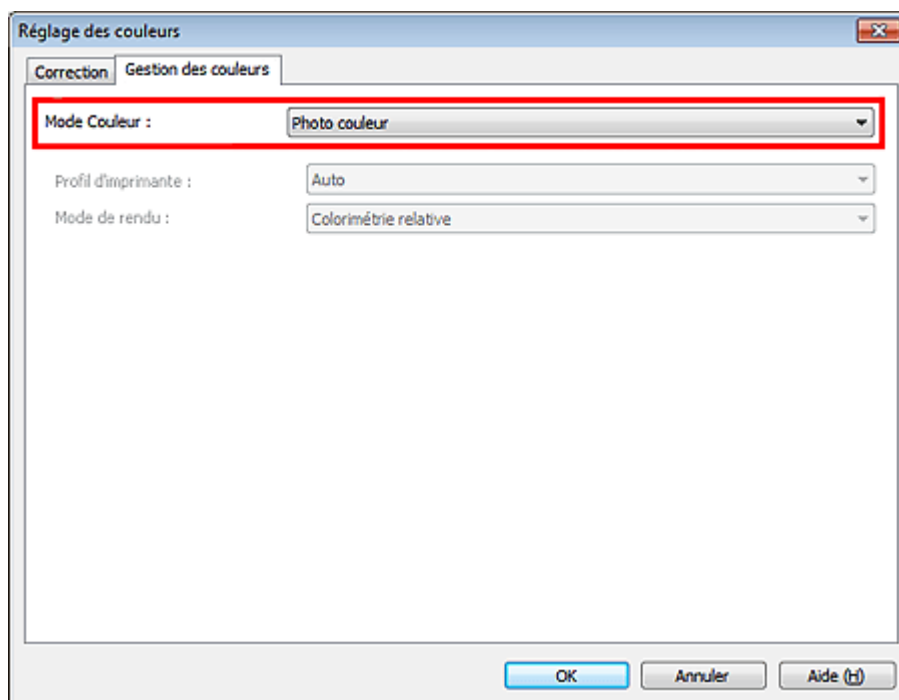 Réglage des couleurs
Correction Gestion des couleurs
Mode Couleur : Photo couleur
Profil d'imprimante : Auto
Mode de rendu : Colorimétrie relative
OK Annuler Aide (H)